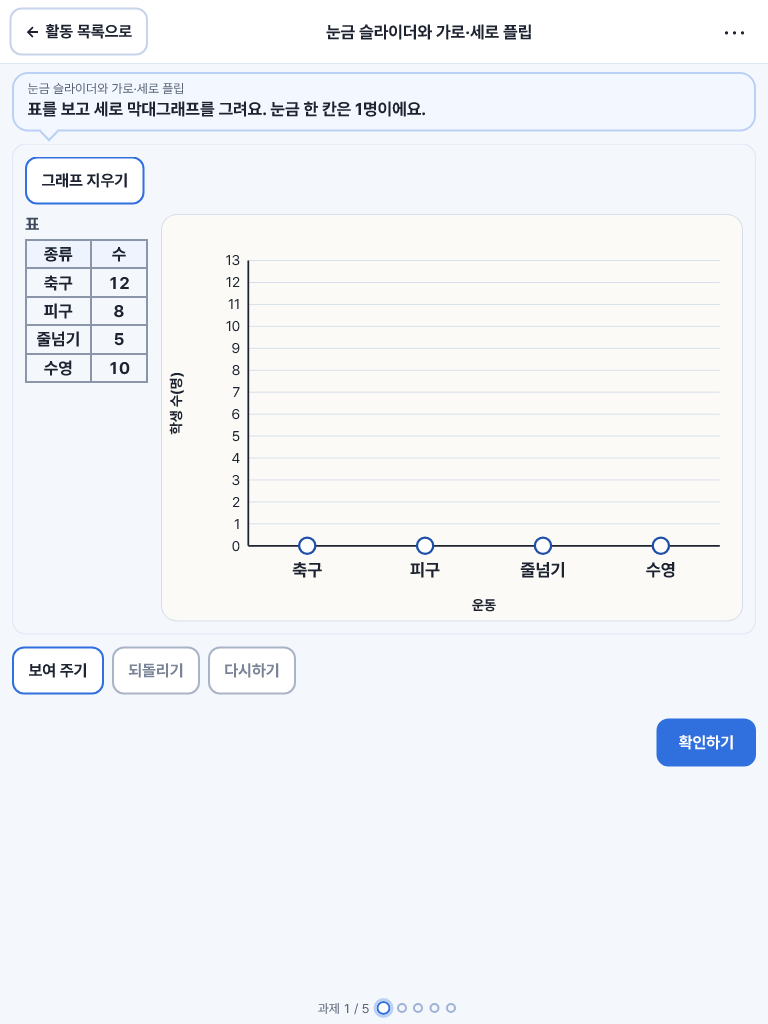 ← 활동 목록으로
눈금 슬라이더와 가로·세로 플립
눈금 슬라이더와 가로·세로 플립
표를 보고 세로 막대그래프를 그려요. 눈금 한 칸은 1명이에요.
그래프 지우기
표
종류 수
축구 12
피구 8
줄넘기 5
수영 10
학생 수(명)
13
12
11
10
9
8
7
6
5
4
3
2
1
0
축구 피구 줄넘기 수영
운동
보여 주기 되돌리기 다시하기
확인하기
과제 1 / 5